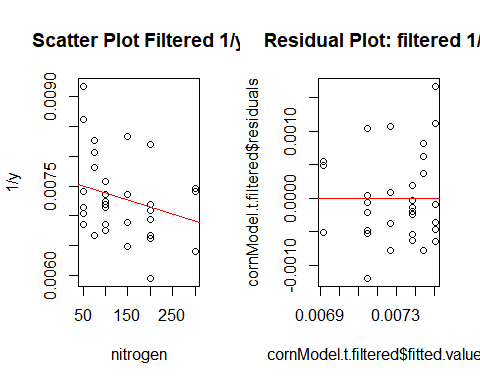 Scatter Plot Filtered 1/y
1/y
0.0060 0.0075 0.0090
50 150 250
nitrogen
Residual Plot: filtered 1/
cornModel.t.filtered$residuals
-0.0010 0.0000 0.0010
0.0069 0.0073
cornModel.t.filtered$fitted.value